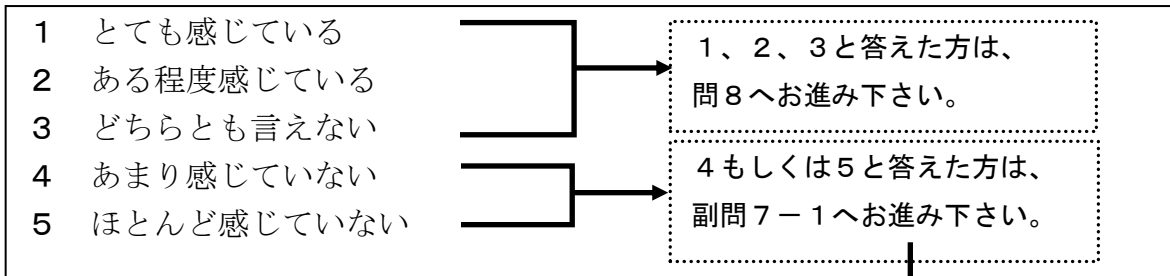 1 とても感じている
2 ある程度感じている
3 どちらとも言えない
4 あまり感じていない
5 ほとんど感じていない
１、２、３と答えた方は、
問８へお進み下さい。
４もしくは５と答えた方は、
副問７－１へお進み下さい。